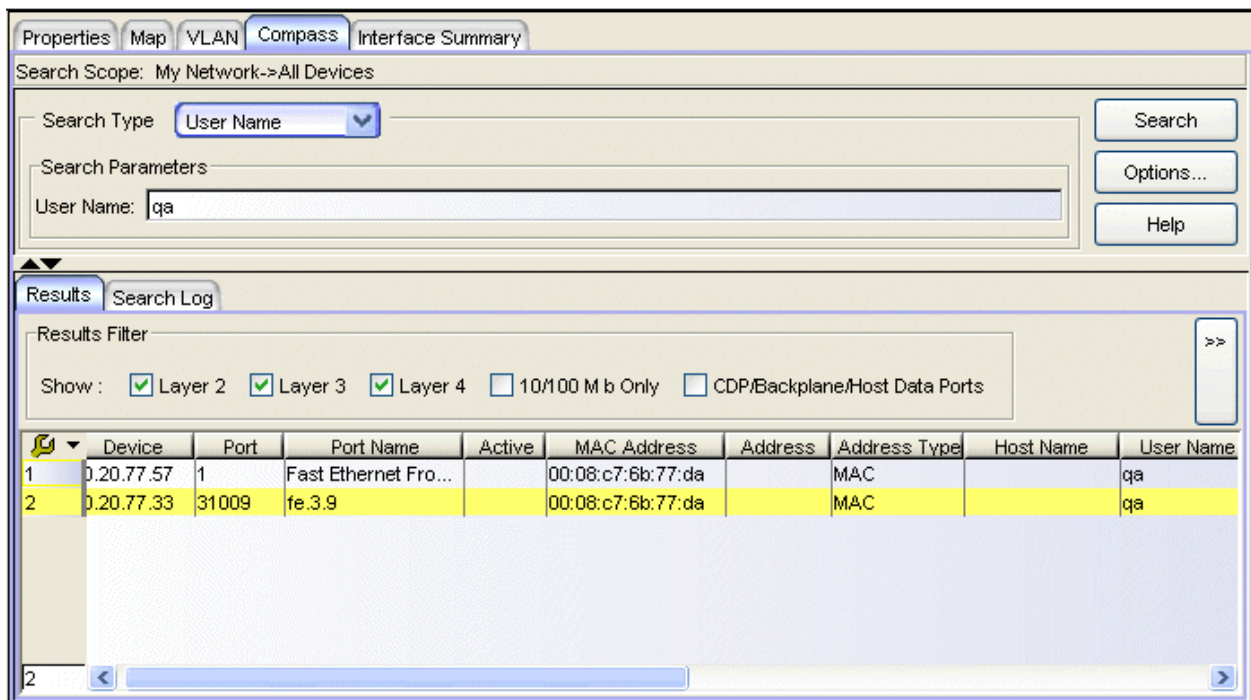 Properties Map VLAN Compass Interface Summary
Search Scope: My Network->All Devices
Search Type User Name
Search
Search Parameters
Options...
User Name: qa
Help
Results Search Log
Results Filter
>>
Show : Layer 2 Layer 3 Layer 4 10/100 M b Only CDP/Backplane/Host Data Ports
Device Port Port Name Active MAC Address Address Address Type Host Name User Name
1 0.20.77.57 1 Fast Ethernet Fro... 00:08:c7:6b:77:da MAC qa
2 0.20.77.33 31009 fe.3.9 00:08:c7:6b:77:da MAC qa
2